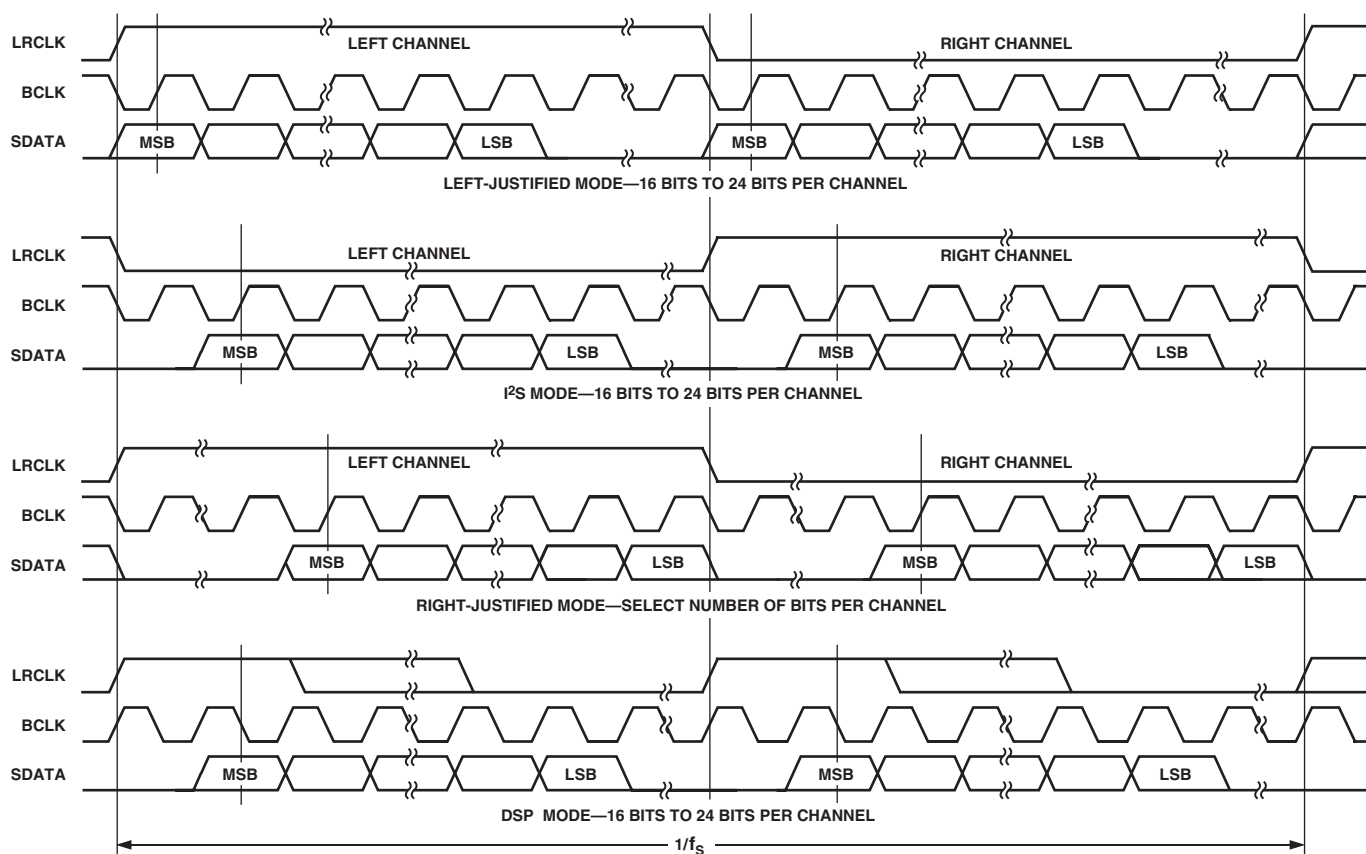 LRCLK LEFT CHANNEL RIGHT CHANNEL
BCLK
SDATA MSB LSB MSB LSB
LEFT-JUSTIFIED MODE—16 BITS TO 24 BITS PER CHANNEL
LRCLK LEFT CHANNEL RIGHT CHANNEL
BCLK
SDATA MSB LSB MSB LSB
I²S MODE—16 BITS TO 24 BITS PER CHANNEL
LRCLK LEFT CHANNEL RIGHT CHANNEL
BCLK
SDATA MSB LSB MSB LSB
RIGHT-JUSTIFIED MODE—SELECT NUMBER OF BITS PER CHANNEL
LRCLK
BCLK
SDATA MSB LSB MSB LSB
DSP MODE—16 BITS TO 24 BITS PER CHANNEL
1/fS